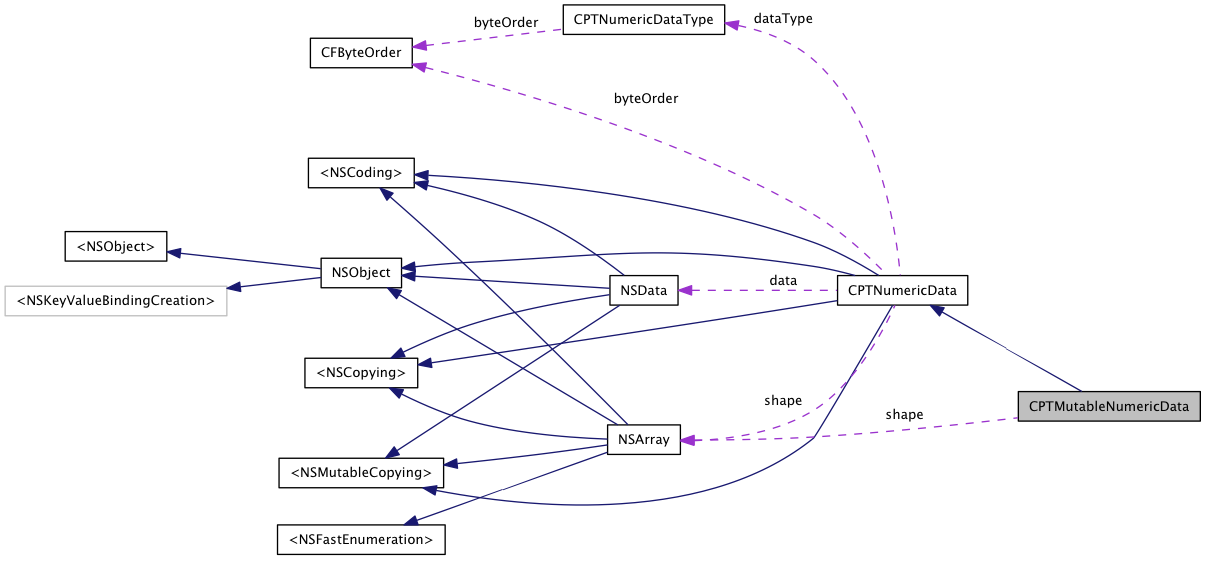 CPTNumericDataType
dataType
byteOrder
CFByteOrder
byteOrder
<NSCoding>
<NSObject>
NSObject
<NSKeyValueBindingCreation>
data
NSData
CPTNumericData
<NSCopying>
shape
CPTMutableNumericData
shape
NSArray
<NSMutableCopying>
<NSFastEnumeration>